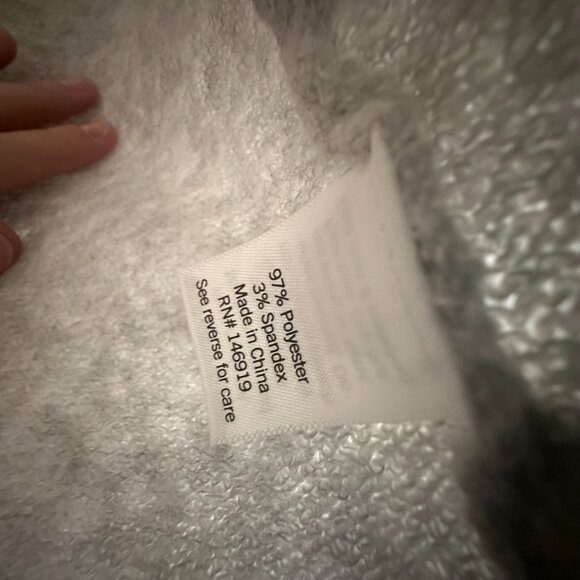 97% Polyester
3% Spandex
Made in China
RN# 146919
See reverse for care